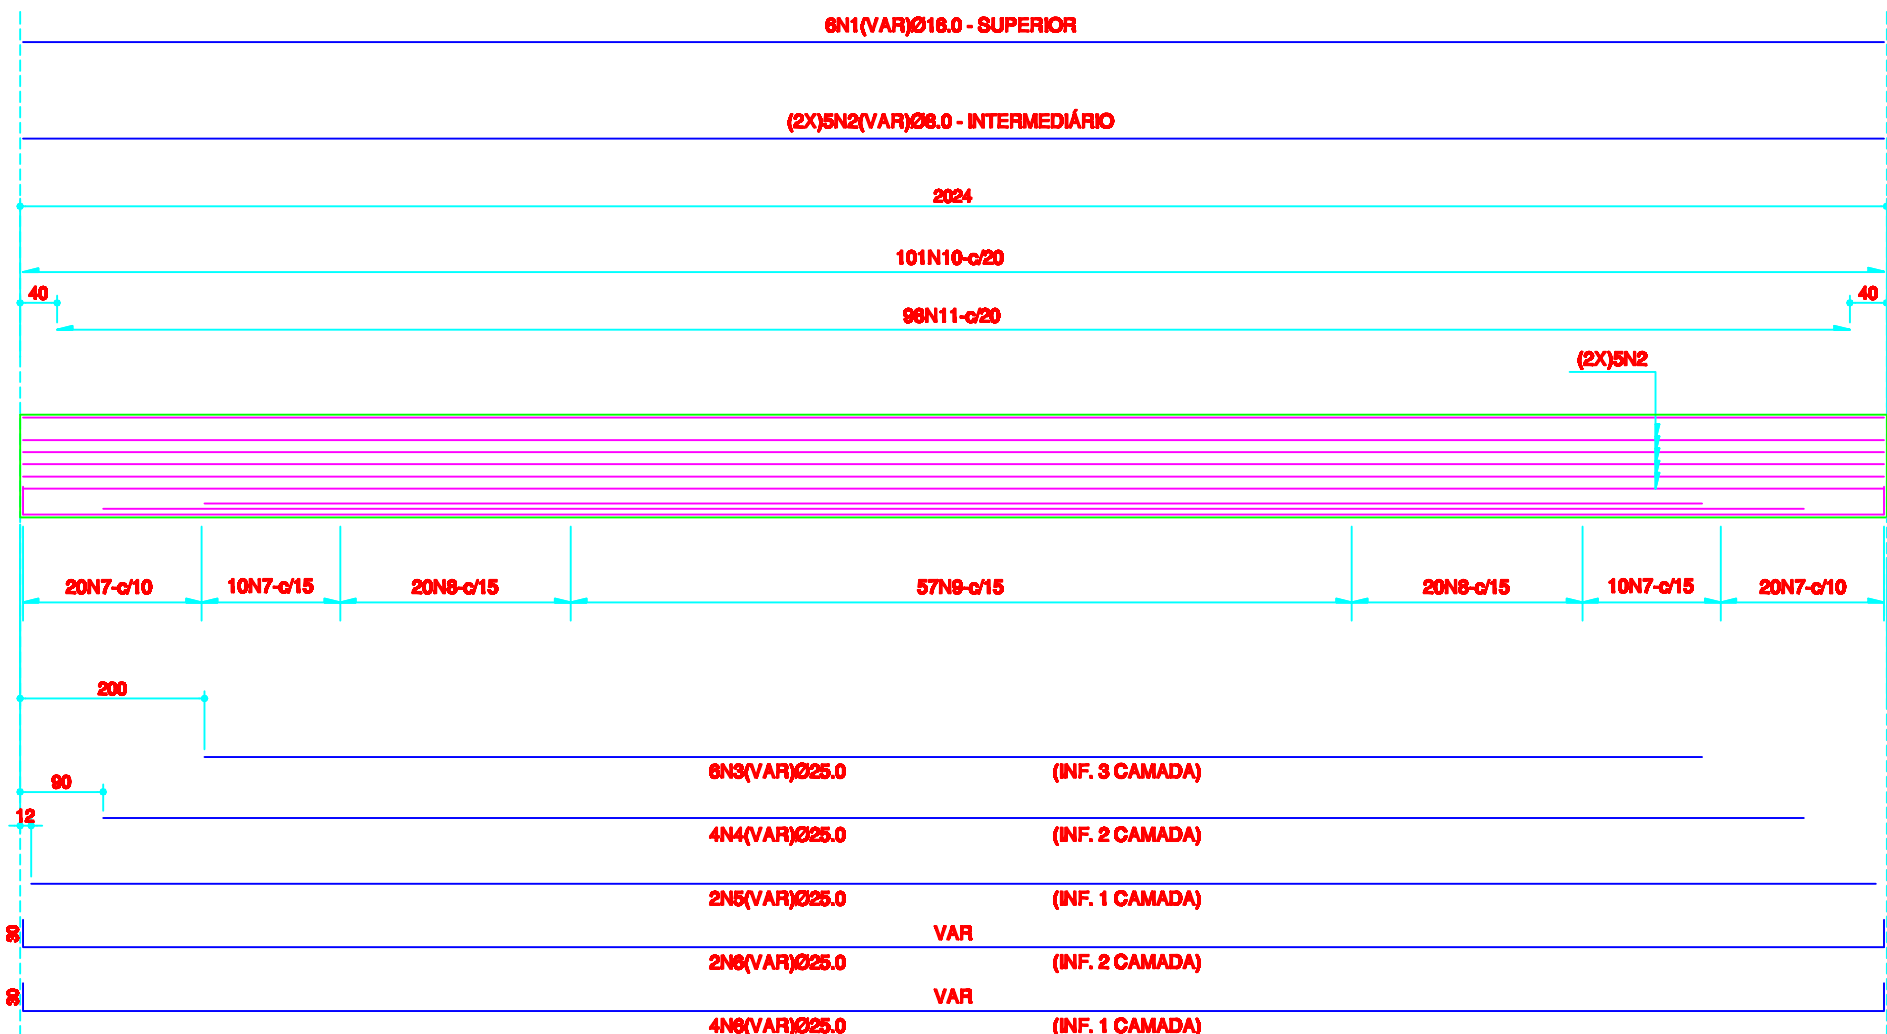 6N1(VAR)Ø16.0 - SUPERIOR
(2X)5N2(VAR)Ø8.0 - INTERMEDIÁRIO
2024
101N10-c/20
40
40
98N11-c/20
(2X)5N2
20N7-c/10
10N7-c/15
20N8-c/15
57N9-c/15
20N8-c/15
10N7-c/15
20N7-c/10
200
6N3(VAR)Ø25.0 (INF. 3 CAMADA)
90
12
4N4(VAR)Ø25.0 (INF. 2 CAMADA)
2N5(VAR)Ø25.0 (INF. 1 CAMADA)
30
VAR
2N6(VAR)Ø25.0 (INF. 2 CAMADA)
30
VAR
4N6(VAR)Ø25.0 (INF. 1 CAMADA)